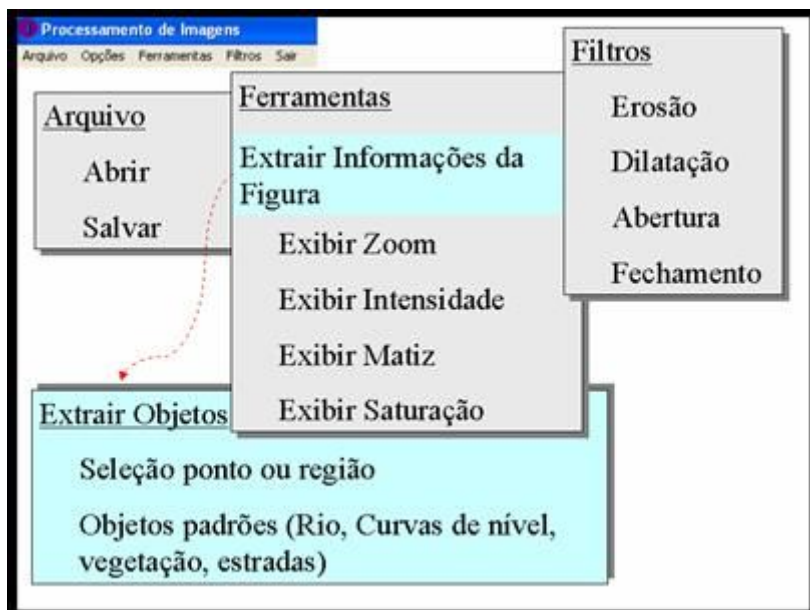 Processamento de Imagens
Arquivo Opções Ferramentas Filtros Sair
Arquivo
Abrir
Salvar
Ferramentas
Extrair Informações da
Figura
Exibir Zoom
Exibir Intensidade
Exibir Matiz
Exibir Saturação
Filtros
Erosão
Dilatação
Abertura
Fechamento
Extrair Objetos
Seleção ponto ou região
Objetos padrões (Rio, Curvas de nível,
vegetação, estradas)